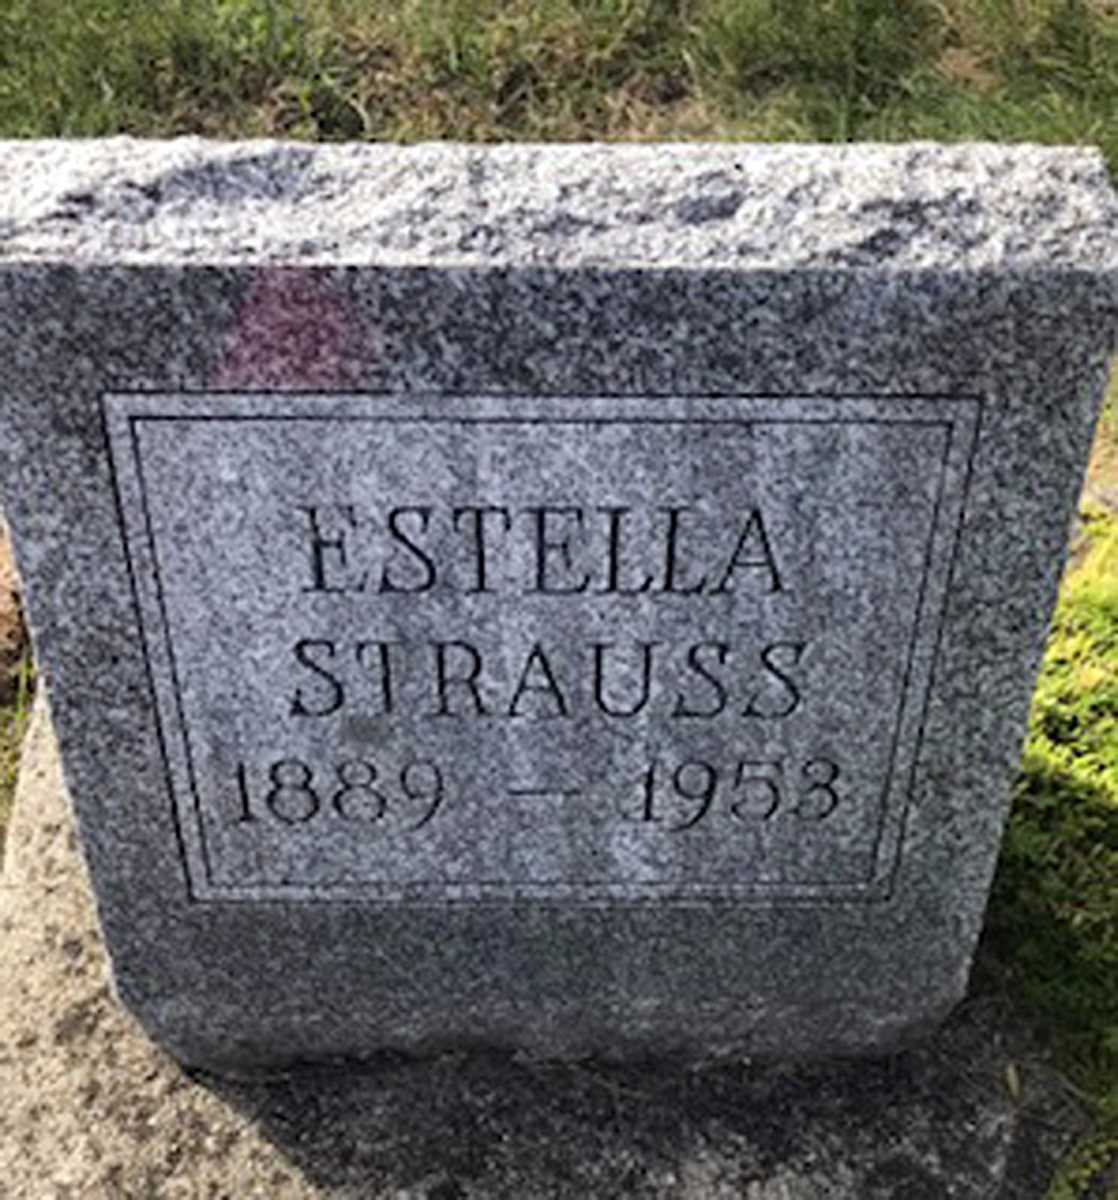 ESTELLA
STRAUSS
1889 – 1953